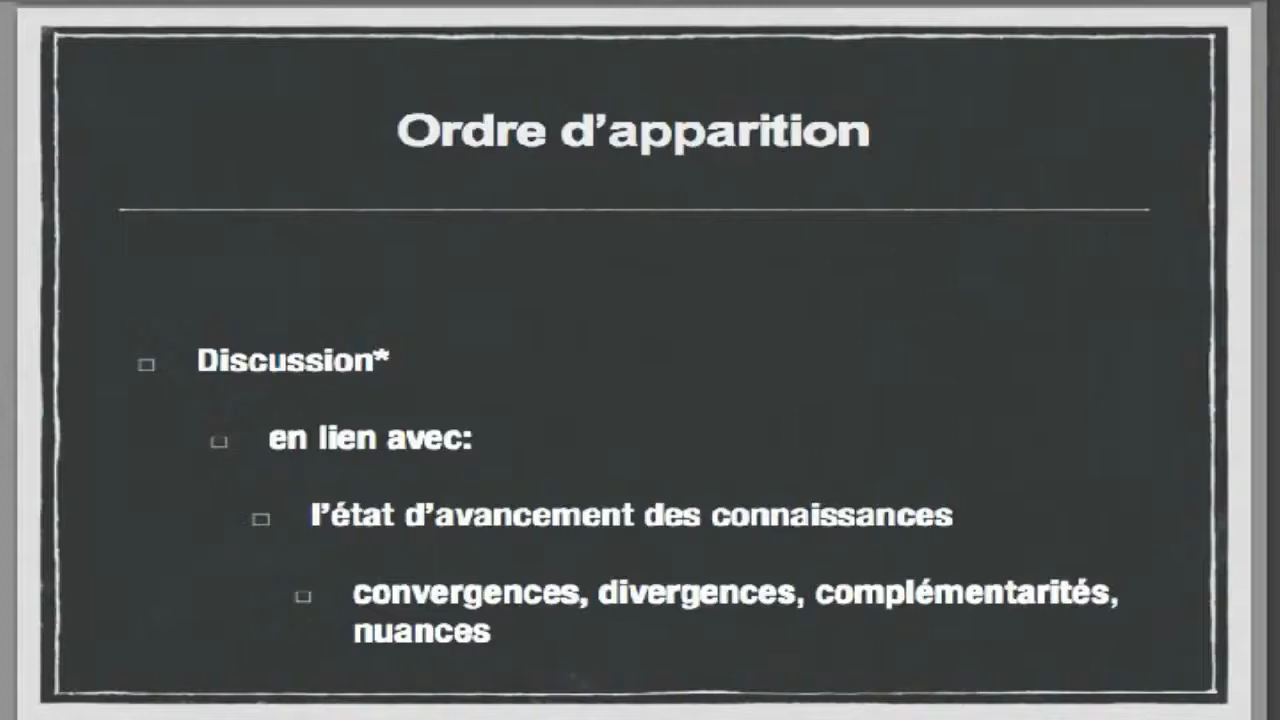 Ordre d’apparition
Discussion*
en lien avec:
l’état d’avancement des connaissances
convergences, divergences, complémentarités,
nuances